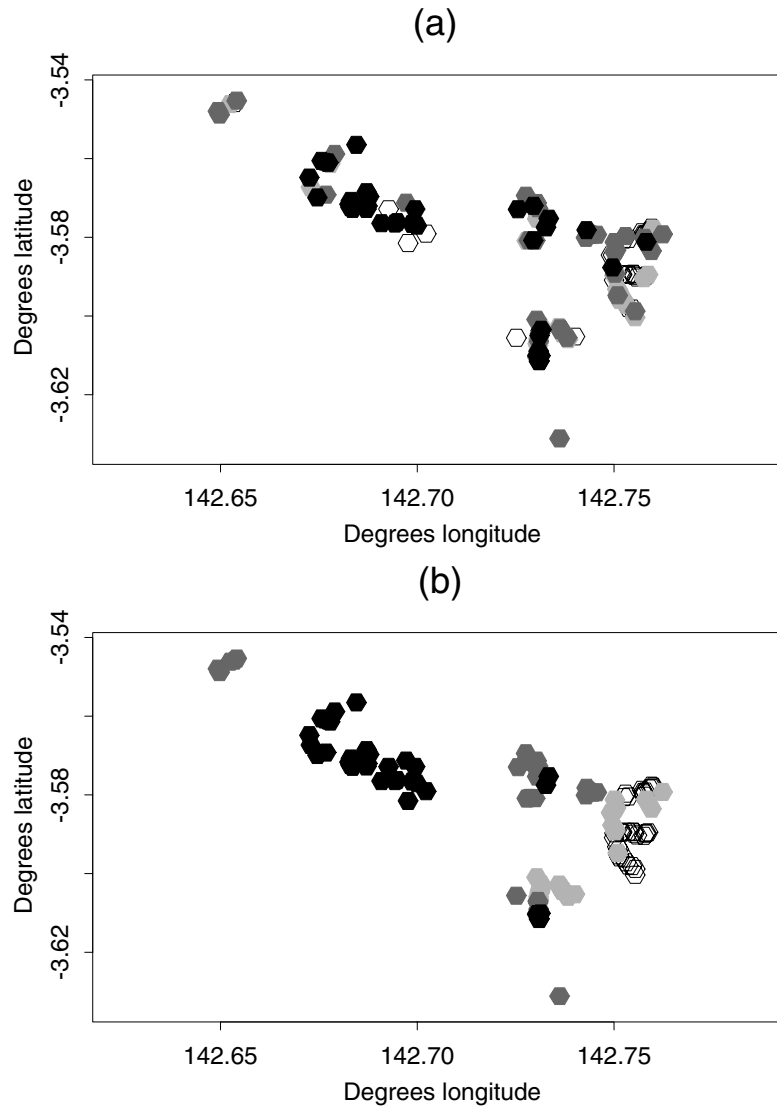 (a)
-3.54
-3.58
-3.62
Degrees latitude
142.65 142.70 142.75
Degrees longitude
(b)
-3.54
-3.58
-3.62
Degrees latitude
142.65 142.70 142.75
Degrees longitude